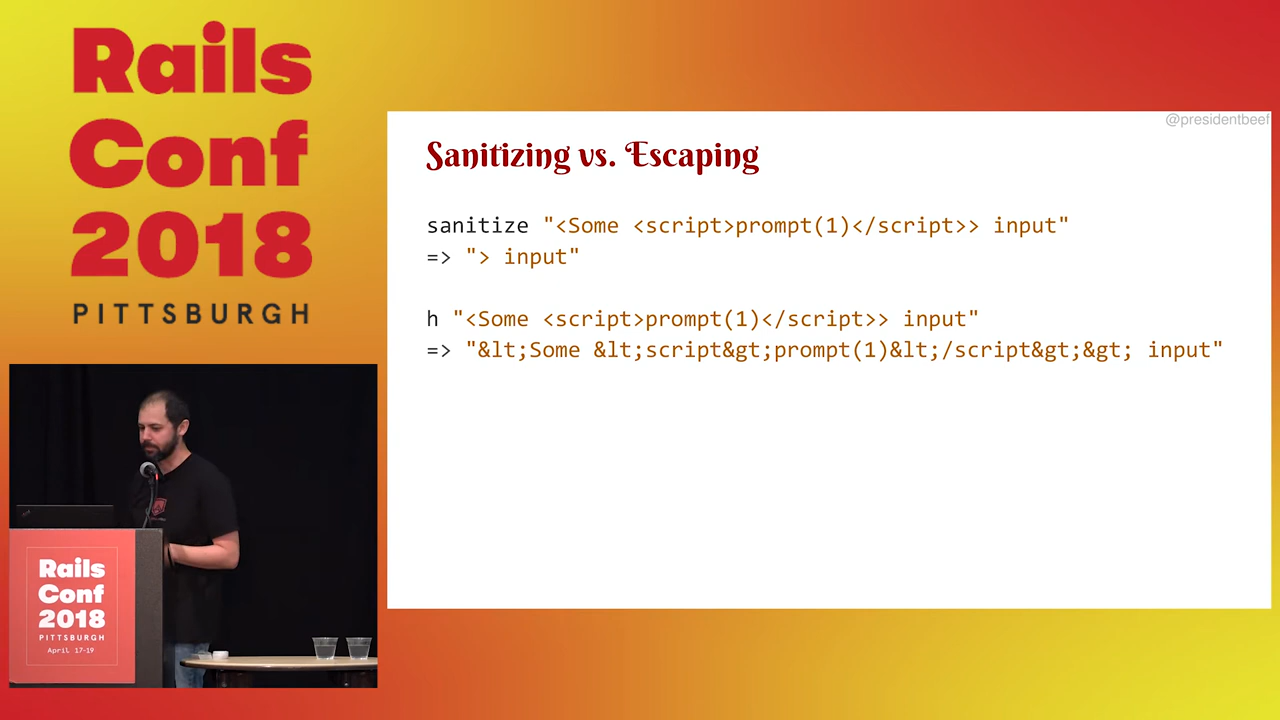 Rails
Conf
2018
PITTSBURGH
@presidentbeef
Sanitizing vs. Escaping
sanitize "<Some <script>prompt(1)</script>> input"
=> "> input"
h "<Some <script>prompt(1)</script>> input"
=> "&lt;Some &lt;script&gt;prompt(1)&lt;/script&gt;&gt; input"
Rails
Conf
2018
PITTSBURGH
April 17-19